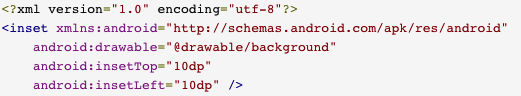 <?xml version="1.0" encoding="utf-8"?>
<inset xmlns:android="http://schemas.android.com/apk/res/android"
    android:drawable="@drawable/background"
    android:insetTop="10dp"
    android:insetLeft="10dp" />